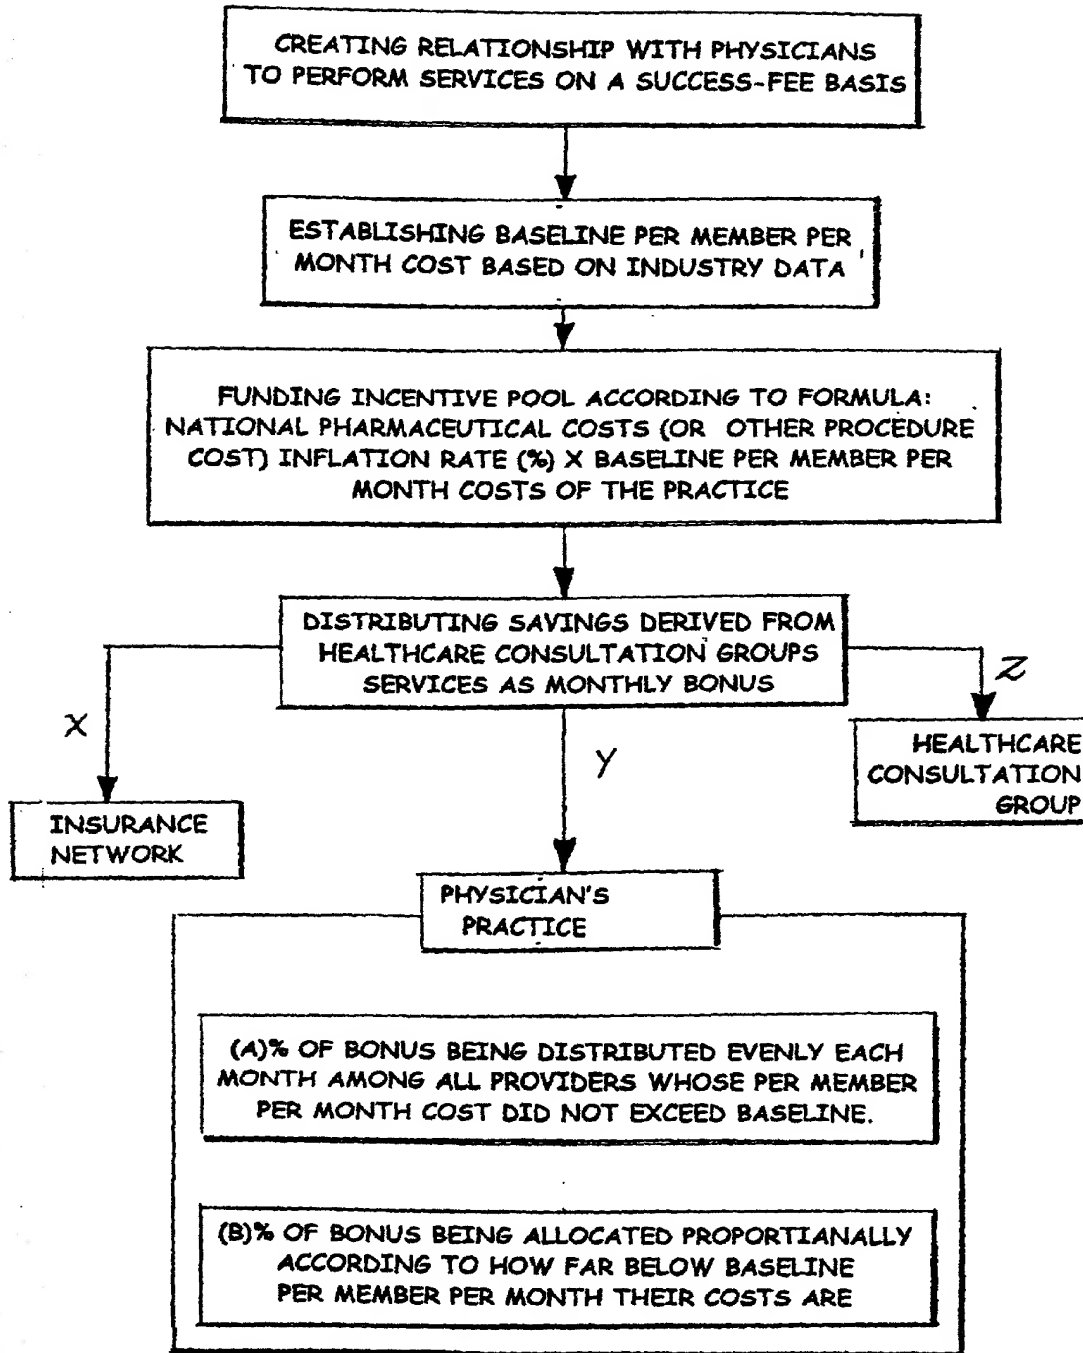 CREATING RELATIONSHIP WITH PHYSICIANS
TO PERFORM SERVICES ON A SUCCESS-FEE BASIS
ESTABLISHING BASELINE PER MEMBER PER
MONTH COST BASED ON INDUSTRY DATA
FUNDING INCENTIVE POOL ACCORDING TO FORMULA:
NATIONAL PHARMACEUTICAL COSTS (OR OTHER PROCEDURE
COST) INFLATION RATE (%) X BASELINE PER MEMBER PER
MONTH COSTS OF THE PRACTICE
DISTRIBUTING SAVINGS DERIVED FROM
HEALTHCARE CONSULTATION GROUPS
SERVICES AS MONTHLY BONUS
X
Y
Z
INSURANCE
NETWORK
HEALTHCARE
CONSULTATION
GROUP
PHYSICIAN'S
PRACTICE
(A)% OF BONUS BEING DISTRIBUTED EVENLY EACH
MONTH AMONG ALL PROVIDERS WHOSE PER MEMBER
PER MONTH COST DID NOT EXCEED BASELINE.
(B)% OF BONUS BEING ALLOCATED PROPORTIANALLY
ACCORDING TO HOW FAR BELOW BASELINE
PER MEMBER PER MONTH THEIR COSTS ARE